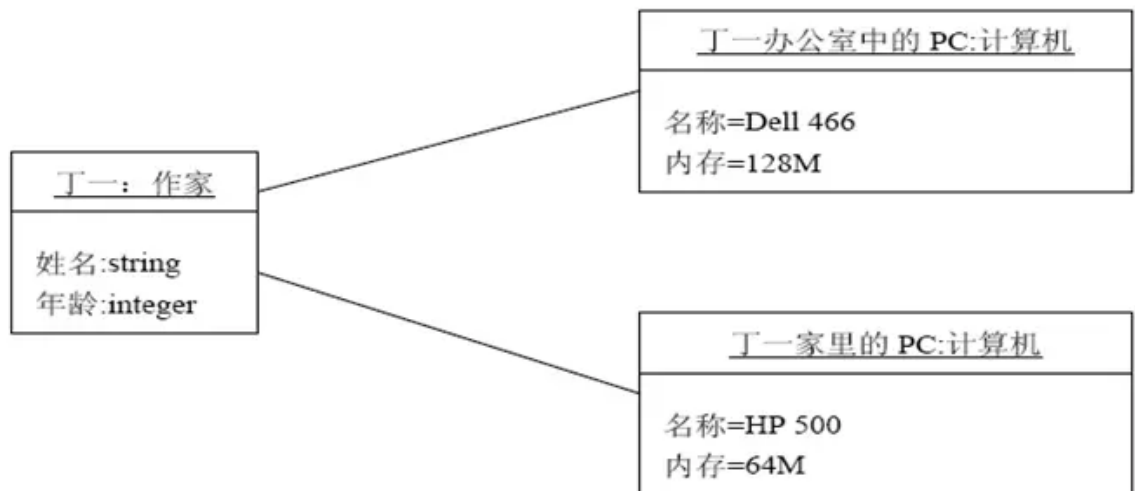 丁一办公室中的 PC:计算机
名称=Dell 466
内存=128M
丁一：作家
姓名:string
年龄:integer
丁一家里的 PC:计算机
名称=HP 500
内存=64M